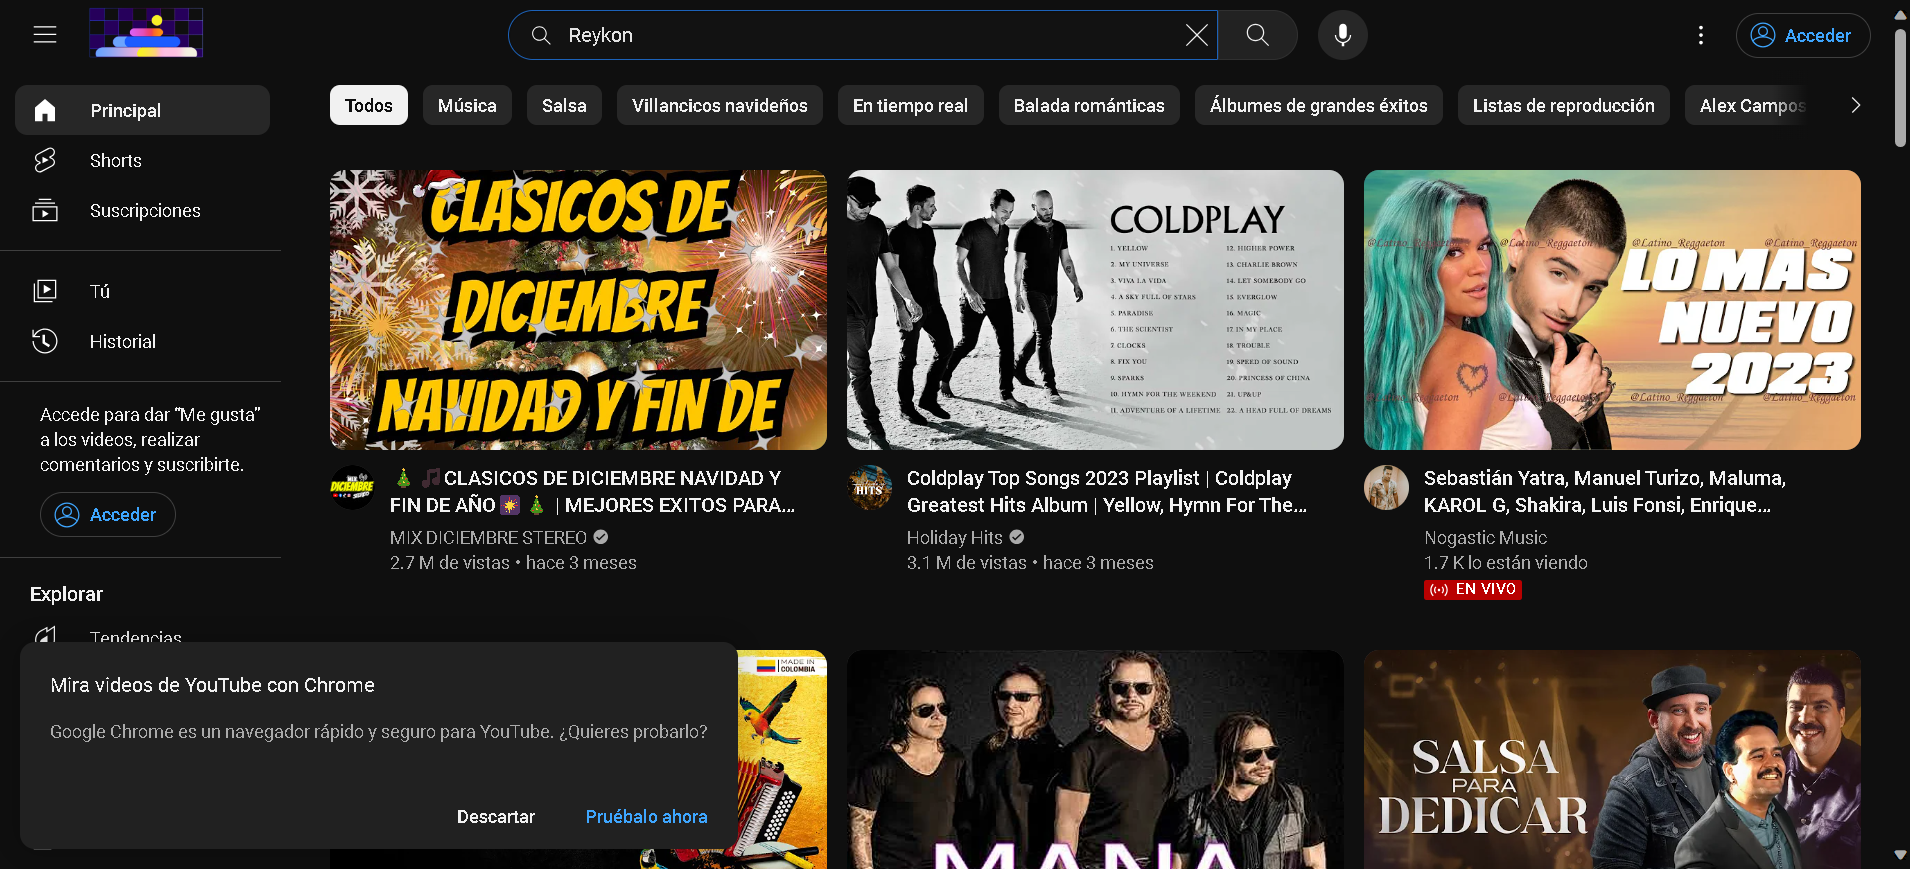 Reykon
Acceder
Principal
Shorts
Suscripciones
Tú
Historial
Accede para dar “Me gusta”
a los videos, realizar
comentarios y suscribirte.
Acceder
Explorar
Tendencias
Todos
Música
Salsa
Villancicos navideños
En tiempo real
Balada románticas
Álbumes de grandes éxitos
Listas de reproducción
Alex Campos
CLASICOS DE
DICIEMBRE
NAVIDAD Y FIN DE
MIX
DICIEMBRE
🎄 🎵CLASICOS DE DICIEMBRE NAVIDAD Y
FIN DE AÑO🎇 🎄 | MEJORES EXITOS PARA...
MIX DICIEMBRE STEREO
2.7 M de vistas • hace 3 meses
COLDPLAY
1. YELLOW
2. MY UNIVERSE
3. VIVA LA VIDA
4. A SKY FULL OF STARS
5. PARADISE
6. THE SCIENTIST
7. CLOCKS
8. FIX YOU
9. SPARKS
10. HYMN FOR THE WEEKEND
11. ADVENTURE OF A LIFETIME
12. HIGHER POWER
13. CHARLIE BROWN
14. LET SOMEBODY GO
15. EVERGLOW
16. MAGIC
17. IN MY PLACE
18. TROUBLE
19. SPEED OF SOUND
20. PRINCESS OF CHINA
21. UP&UP
22. A HEAD FULL OF DREAMS
HITS
Coldplay Top Songs 2023 Playlist | Coldplay
Greatest Hits Album | Yellow, Hymn For The...
Holiday Hits
3.1 M de vistas • hace 3 meses
@Latino_Reggaeton @Latino_Reggaeton @Latino_Reggaeton @Latino_Reggaeton
LO MAS
NUEVO
2023
@Latino_Reggaeton @Latino_Reggaeton @Latino_Reggaeton @Latino_Reggaeton
Sebastián Yatra, Manuel Turizo, Maluma,
KAROL G, Shakira, Luis Fonsi, Enrique...
Nogastic Music
1.7 K lo están viendo
EN VIVO
MADE IN
COLOMBIA
MANA
SALSA
PARA
DEDICAR
Mira videos de YouTube con Chrome
Google Chrome es un navegador rápido y seguro para YouTube. ¿Quieres probarlo?
Descartar
Pruébalo ahora